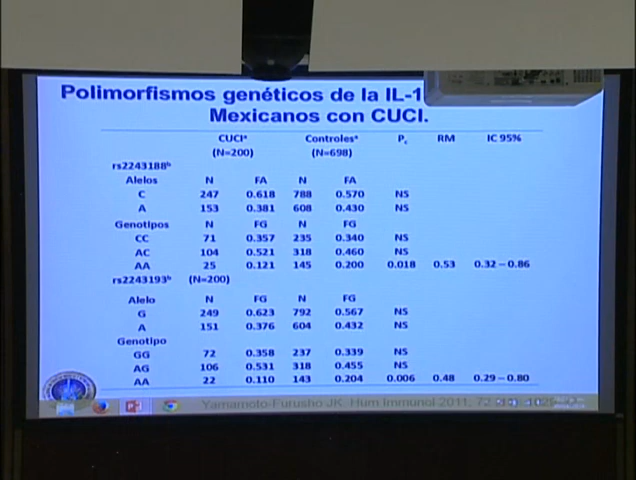 Polimorfismos genéticos de la IL-1
Mexicanos con CUCI.
CUCIª Controlesª Pc RM IC 95%
(N=200) (N=698)
rs2243188ᵇ
Alelos N FA N FA
C 247 0.618 788 0.570 NS
A 153 0.381 608 0.430 NS
Genotipos N FG N FG
CC 71 0.357 235 0.340 NS
AC 104 0.521 318 0.460 NS
AA 25 0.121 145 0.200 0.018 0.53 0.32 – 0.86
rs2243193ᵇ (N=200)
Alelo N FG N FG
G 249 0.623 792 0.567 NS
A 151 0.376 604 0.432 NS
Genotipo
GG 72 0.358 237 0.339 NS
AG 106 0.531 318 0.455 NS
AA 22 0.110 143 0.204 0.006 0.48 0.29 – 0.80
Yamamoto-Furusho JK. Hum Immunol 2011, 72